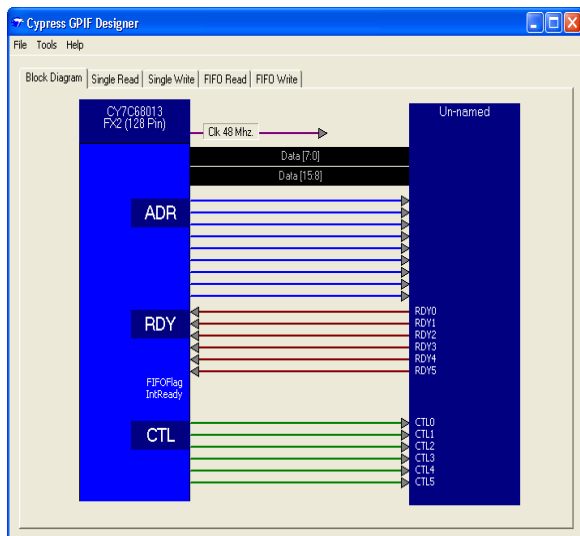 Cypress GPIF Designer
File Tools Help
Block Diagram Single Read Single Write FIFO Read FIFO Write
CY7C68013
FX2 (128 Pin)
Un-named
Clk 48 Mhz.
Data [7:0]
Data [15:8]
ADR
RDY
RDY0
RDY1
RDY2
RDY3
RDY4
RDY5
FIFOFlag
IntReady
CTL
CTL0
CTL1
CTL2
CTL3
CTL4
CTL5